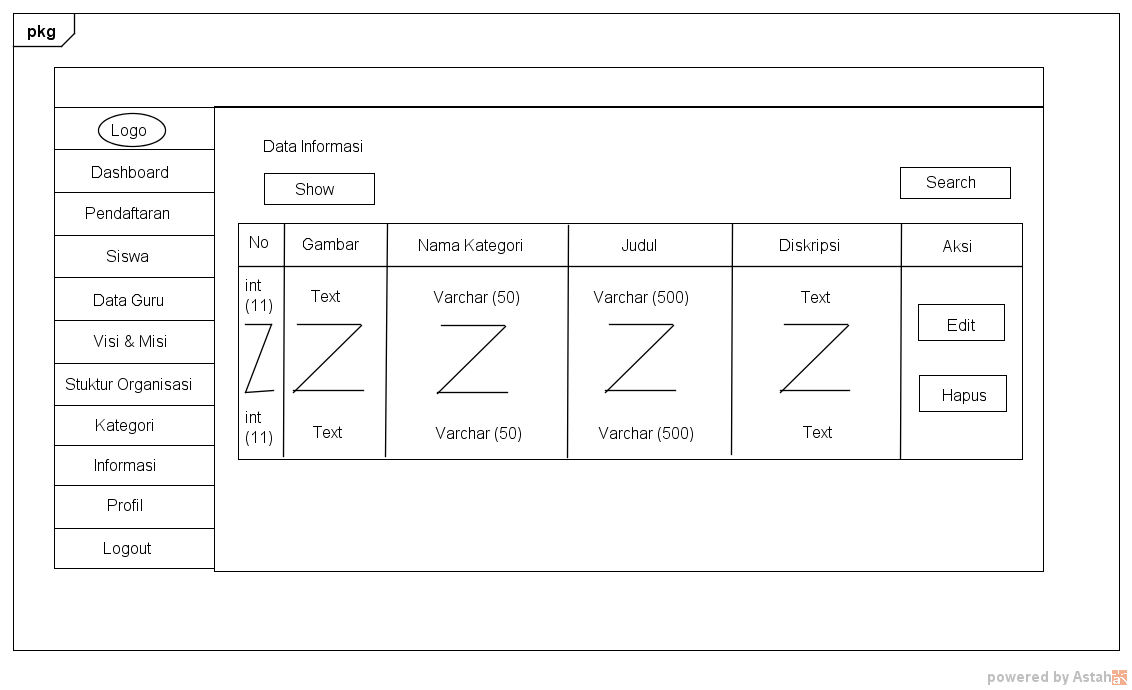 pkg
Logo
Dashboard
Pendaftaran
Siswa
Data Guru
Visi & Misi
Stuktur Organisasi
Kategori
Informasi
Profil
Logout
Data Informasi
Show
Search
No
Gambar
Nama Kategori
Judul
Diskripsi
Aksi
int
(11)
Text
Varchar (50)
Varchar (500)
Text
Edit
Hapus
int
(11)
Text
Varchar (50)
Varchar (500)
Text
powered by Astah